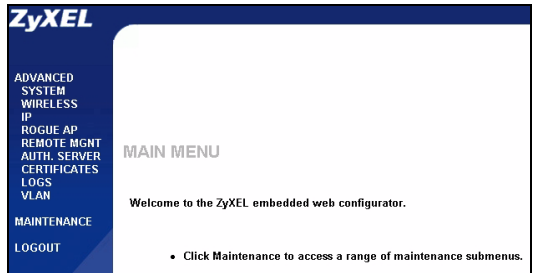 ZyXEL
ADVANCED
SYSTEM
WIRELESS
IP
ROGUE AP
REMOTE MGNT
AUTH. SERVER
CERTIFICATES
LOGS
VLAN
MAINTENANCE
LOGOUT
MAIN MENU
Welcome to the ZyXEL embedded web configurator.
• Click Maintenance to access a range of maintenance submenus.